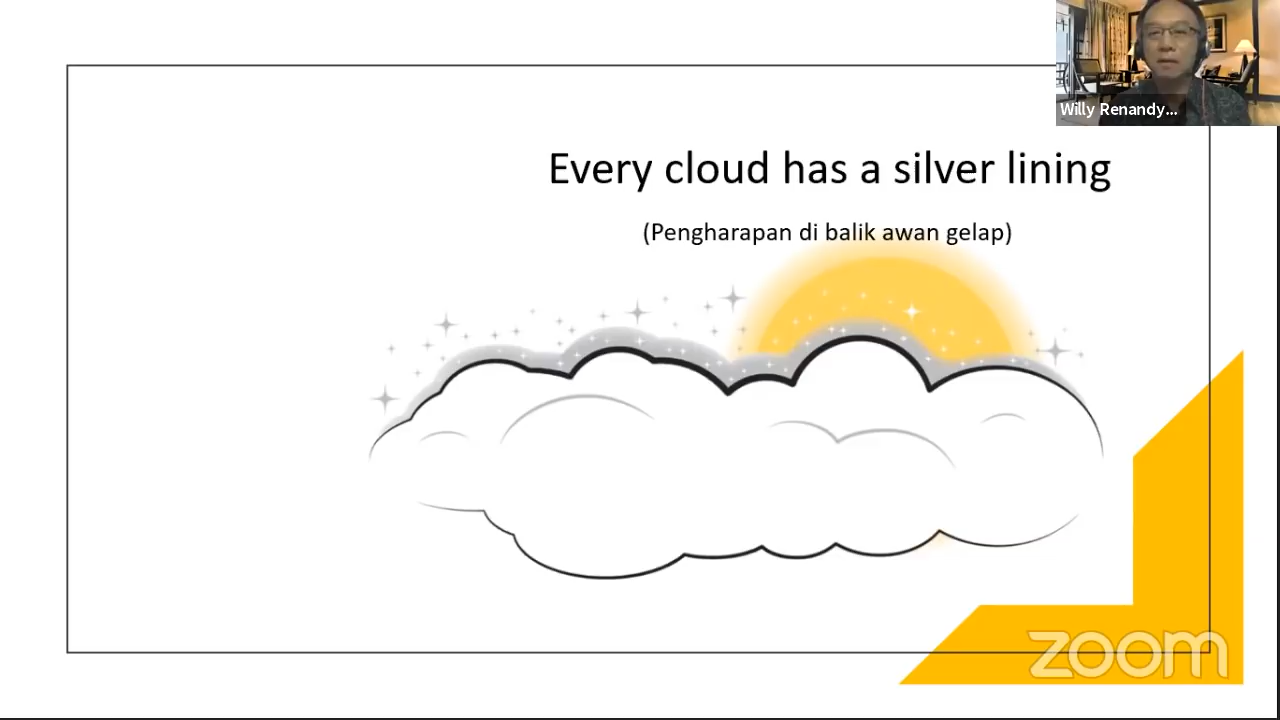 Willy Renandy...
Every cloud has a silver lining
(Pengharapan di balik awan gelap)
zoom